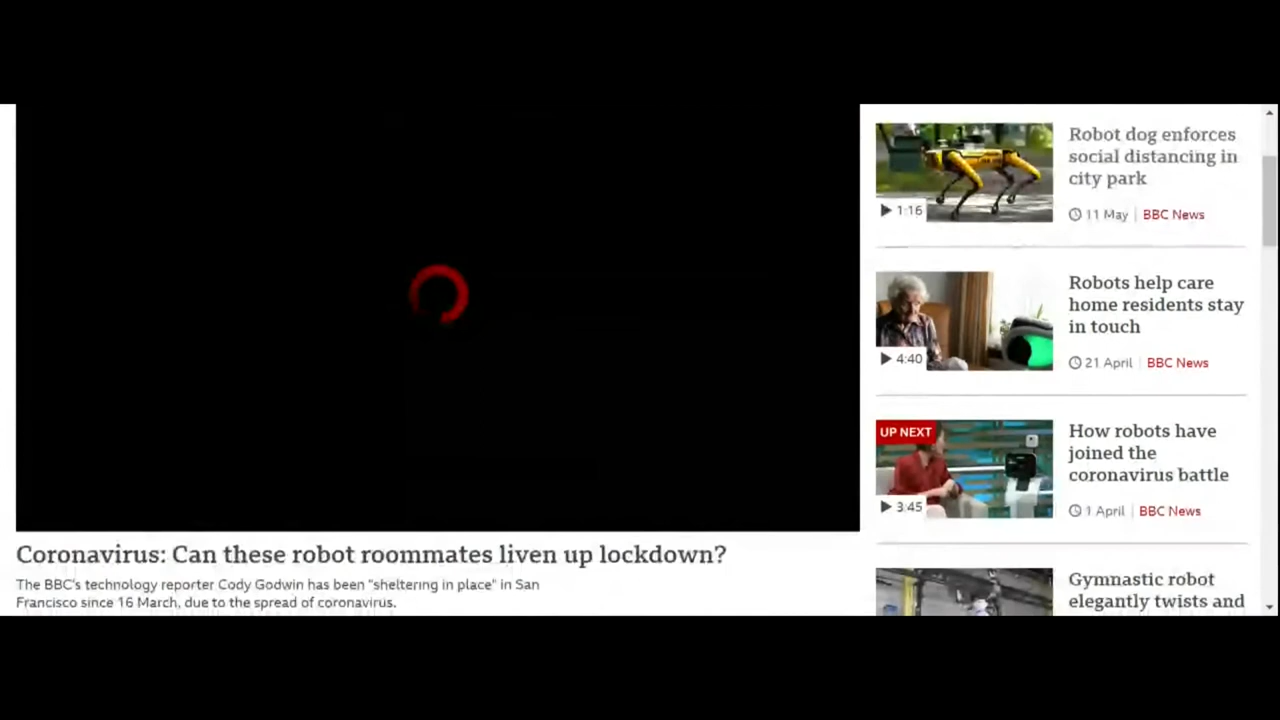 Robot dog enforces
social distancing in
city park
1:16
11 May
BBC News
Robots help care
home residents stay
in touch
4:40
21 April
BBC News
UP NEXT
How robots have
joined the
coronavirus battle
3:45
1 April
BBC News
Gymnastic robot
elegantly twists and
Coronavirus: Can these robot roommates liven up lockdown?
The BBC's technology reporter Cody Godwin has been "sheltering in place" in San
Francisco since 16 March, due to the spread of coronavirus.